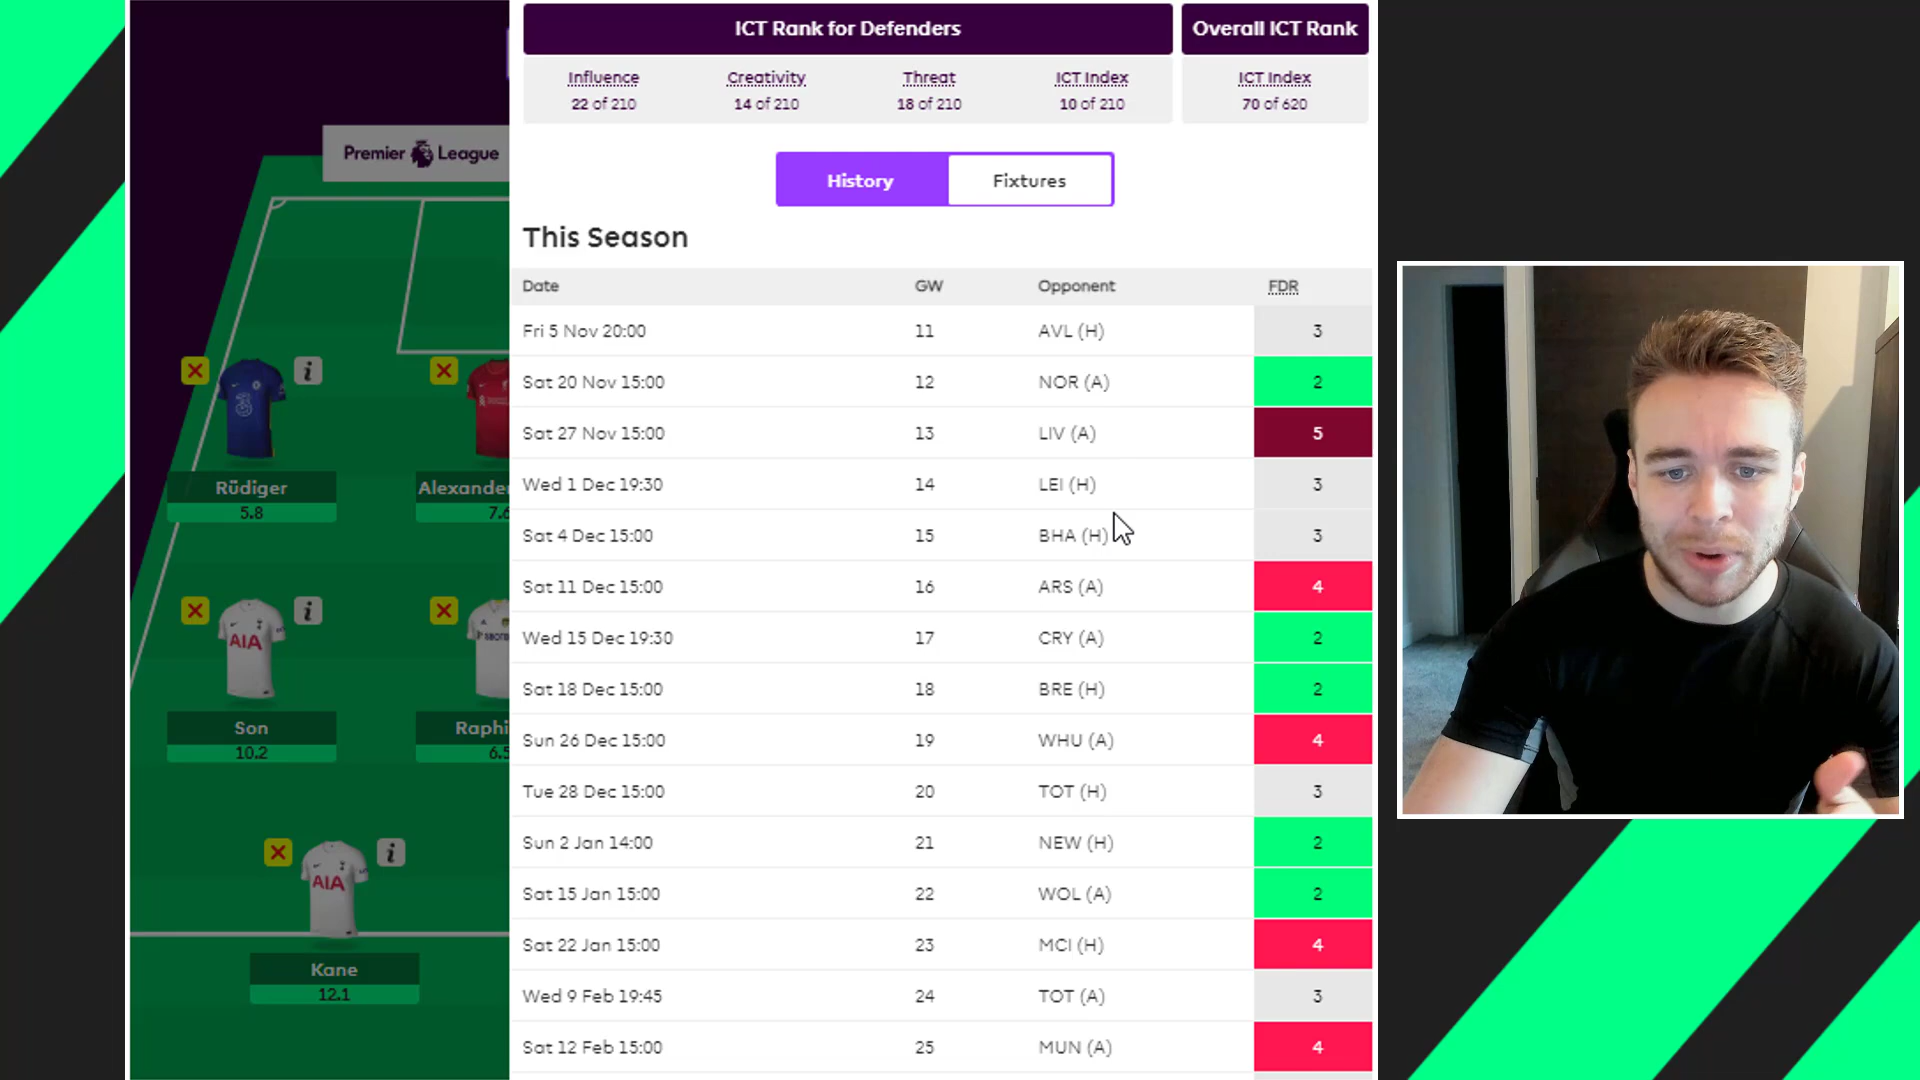 ICT Rank for Defenders
Overall ICT Rank
Influence
Creativity
Threat
ICT Index
ICT Index
22 of 210
14 of 210
18 of 210
10 of 210
70 of 620
Premier League
History
Fixtures
This Season
Date GW Opponent FDR
Fri 5 Nov 20:00 11 AVL (H) 3
Sat 20 Nov 15:00 12 NOR (A) 2
Sat 27 Nov 15:00 13 LIV (A) 5
Wed 1 Dec 19:30 14 LEI (H) 3
Sat 4 Dec 15:00 15 BHA (H) 3
Sat 11 Dec 15:00 16 ARS (A) 4
Wed 15 Dec 19:30 17 CRY (A) 2
Sat 18 Dec 15:00 18 BRE (H) 2
Sun 26 Dec 15:00 19 WHU (A) 4
Tue 28 Dec 15:00 20 TOT (H) 3
Sun 2 Jan 14:00 21 NEW (H) 2
Sat 15 Jan 15:00 22 WOL (A) 2
Sat 22 Jan 15:00 23 MCI (H) 4
Wed 9 Feb 19:45 24 TOT (A) 3
Sat 12 Feb 15:00 25 MUN (A) 4
i
3
Rüdiger
5.8
Alexande
7.6
i
AIA
Son
10.2
Raphi
6.5
i
AIA
Kane
12.1